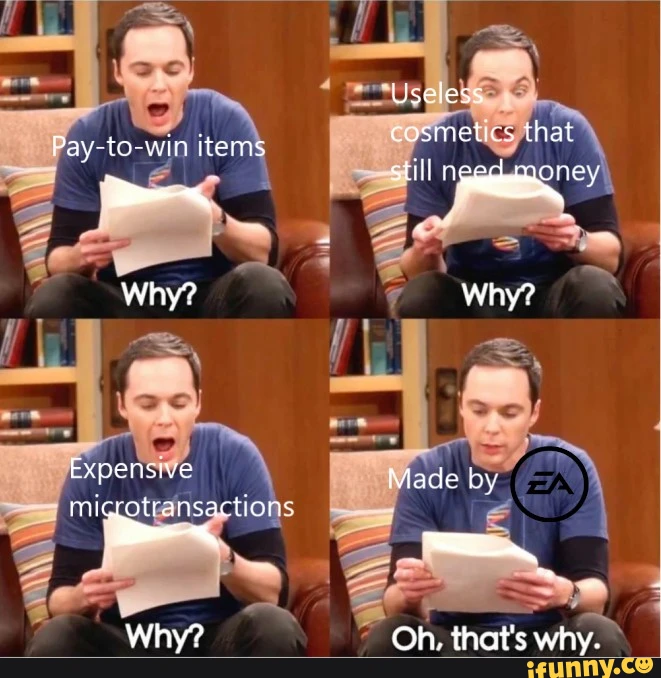 Pay-to-win items
Why?
Useless
cosmetics that
still need money
Why?
Expensive
microtransactions
Why?
Made by EA
Oh, that's why.
ifunny.co